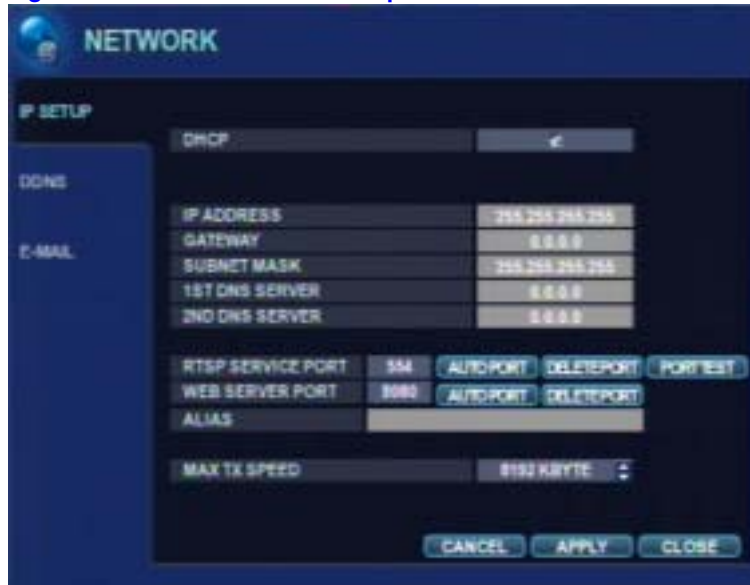 NETWORK
IP SETUP
DHCP
DDNS
IP ADDRESS 255.255.255.255
GATEWAY 0.0.0.0
E-MAIL
SUBNET MASK 255.255.255.255
1ST DNS SERVER 0.0.0.0
2ND DNS SERVER 0.0.0.0
RTSP SERVICE PORT 554 AUTO PORT DELETE PORT PORT TEST
WEB SERVER PORT 8080 AUTO PORT DELETE PORT
ALIAS
MAX TX SPEED 8192 KBYTE
CANCEL APPLY CLOSE